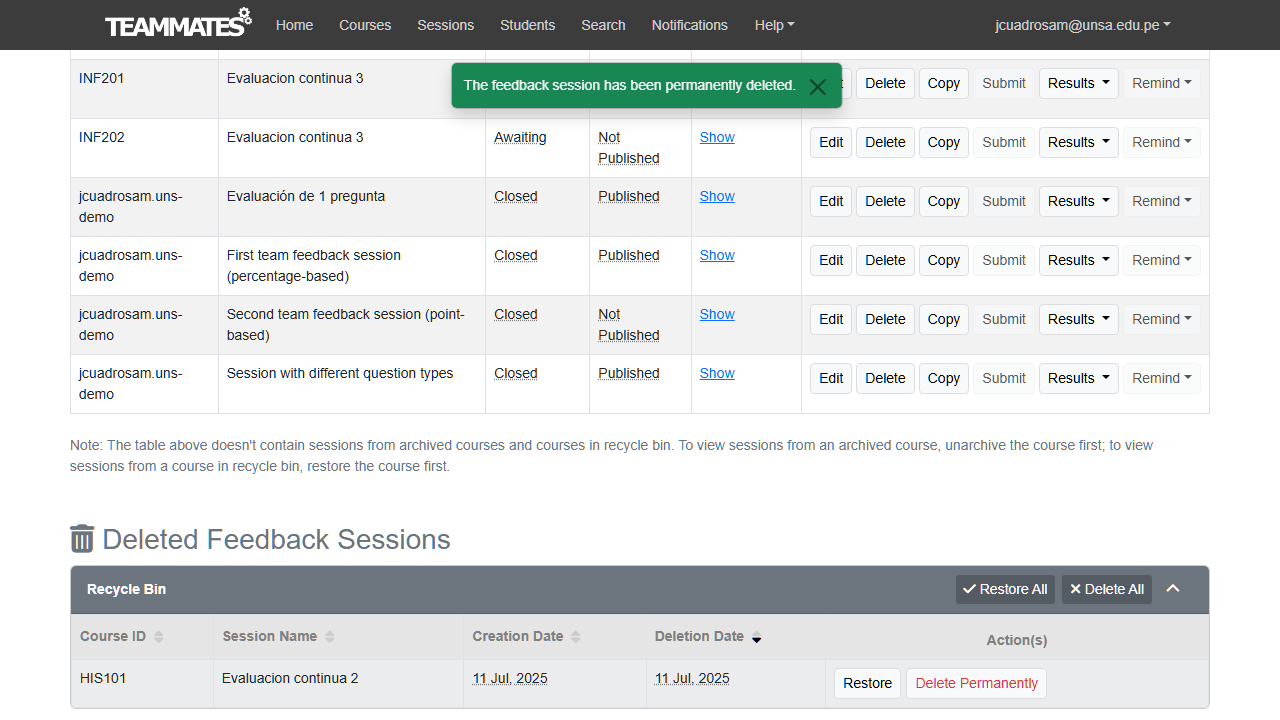 TEAMMATES Home Courses Sessions Students Search Notifications Help jcuadrosam@unsa.edu.pe
The feedback session has been permanently deleted.
INF201 Evaluacion continua 3 Delete Copy Submit Results Remind
INF202 Evaluacion continua 3 Awaiting Not Published Show Edit Delete Copy Submit Results Remind
jcuadrosam.uns-demo Evaluación de 1 pregunta Closed Published Show Edit Delete Copy Submit Results Remind
jcuadrosam.uns-demo First team feedback session (percentage-based) Closed Published Show Edit Delete Copy Submit Results Remind
jcuadrosam.uns-demo Second team feedback session (point-based) Closed Not Published Show Edit Delete Copy Submit Results Remind
jcuadrosam.uns-demo Session with different question types Closed Published Show Edit Delete Copy Submit Results Remind
Note: The table above doesn't contain sessions from archived courses and courses in recycle bin. To view sessions from an archived course, unarchive the course first; to view
sessions from a course in recycle bin, restore the course first.
Deleted Feedback Sessions
Recycle Bin Restore All Delete All
Course ID Session Name Creation Date Deletion Date Action(s)
HIS101 Evaluacion continua 2 11 Jul, 2025 11 Jul, 2025 Restore Delete Permanently